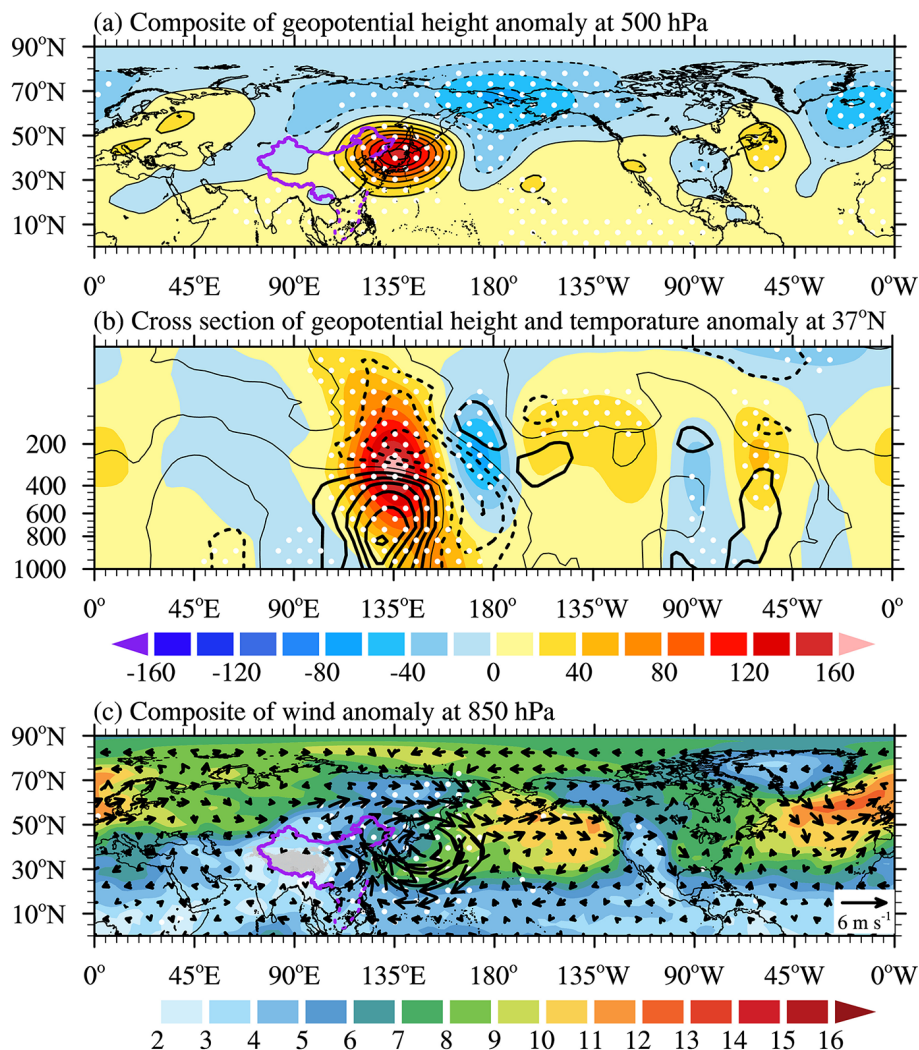 (a) Composite of geopotential height anomaly at 500 hPa
90°N
70°N
50°N
30°N
10°N
0° 45°E 90°E 135°E 180° 135°W 90°W 45°W 0°W
(b) Cross section of geopotential height and temporature anomaly at 37°N
200
400
600
800
1000
0° 45°E 90°E 135°E 180° 135°W 90°W 45°W 0°
-160 -120 -80 -40 0 40 80 120 160
(c) Composite of wind anomaly at 850 hPa
90°N
70°N
50°N
30°N
10°N
6 m s⁻¹
0° 45°E 90°E 135°E 180° 135°W 90°W 45°W 0°W
2 3 4 5 6 7 8 9 10 11 12 13 14 15 16